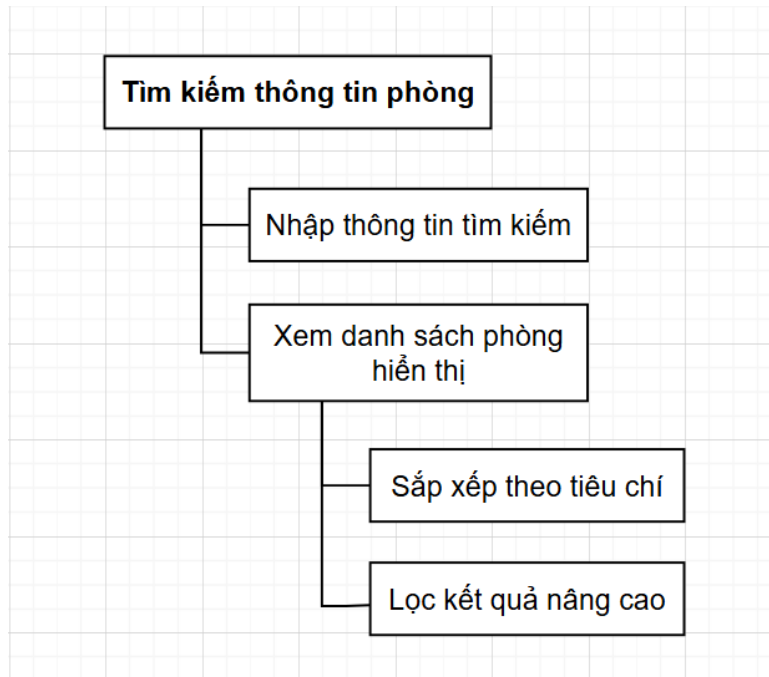 Tìm kiếm thông tin phòng
Nhập thông tin tìm kiếm
Xem danh sách phòng
hiển thị
Sắp xếp theo tiêu chí
Lọc kết quả nâng cao